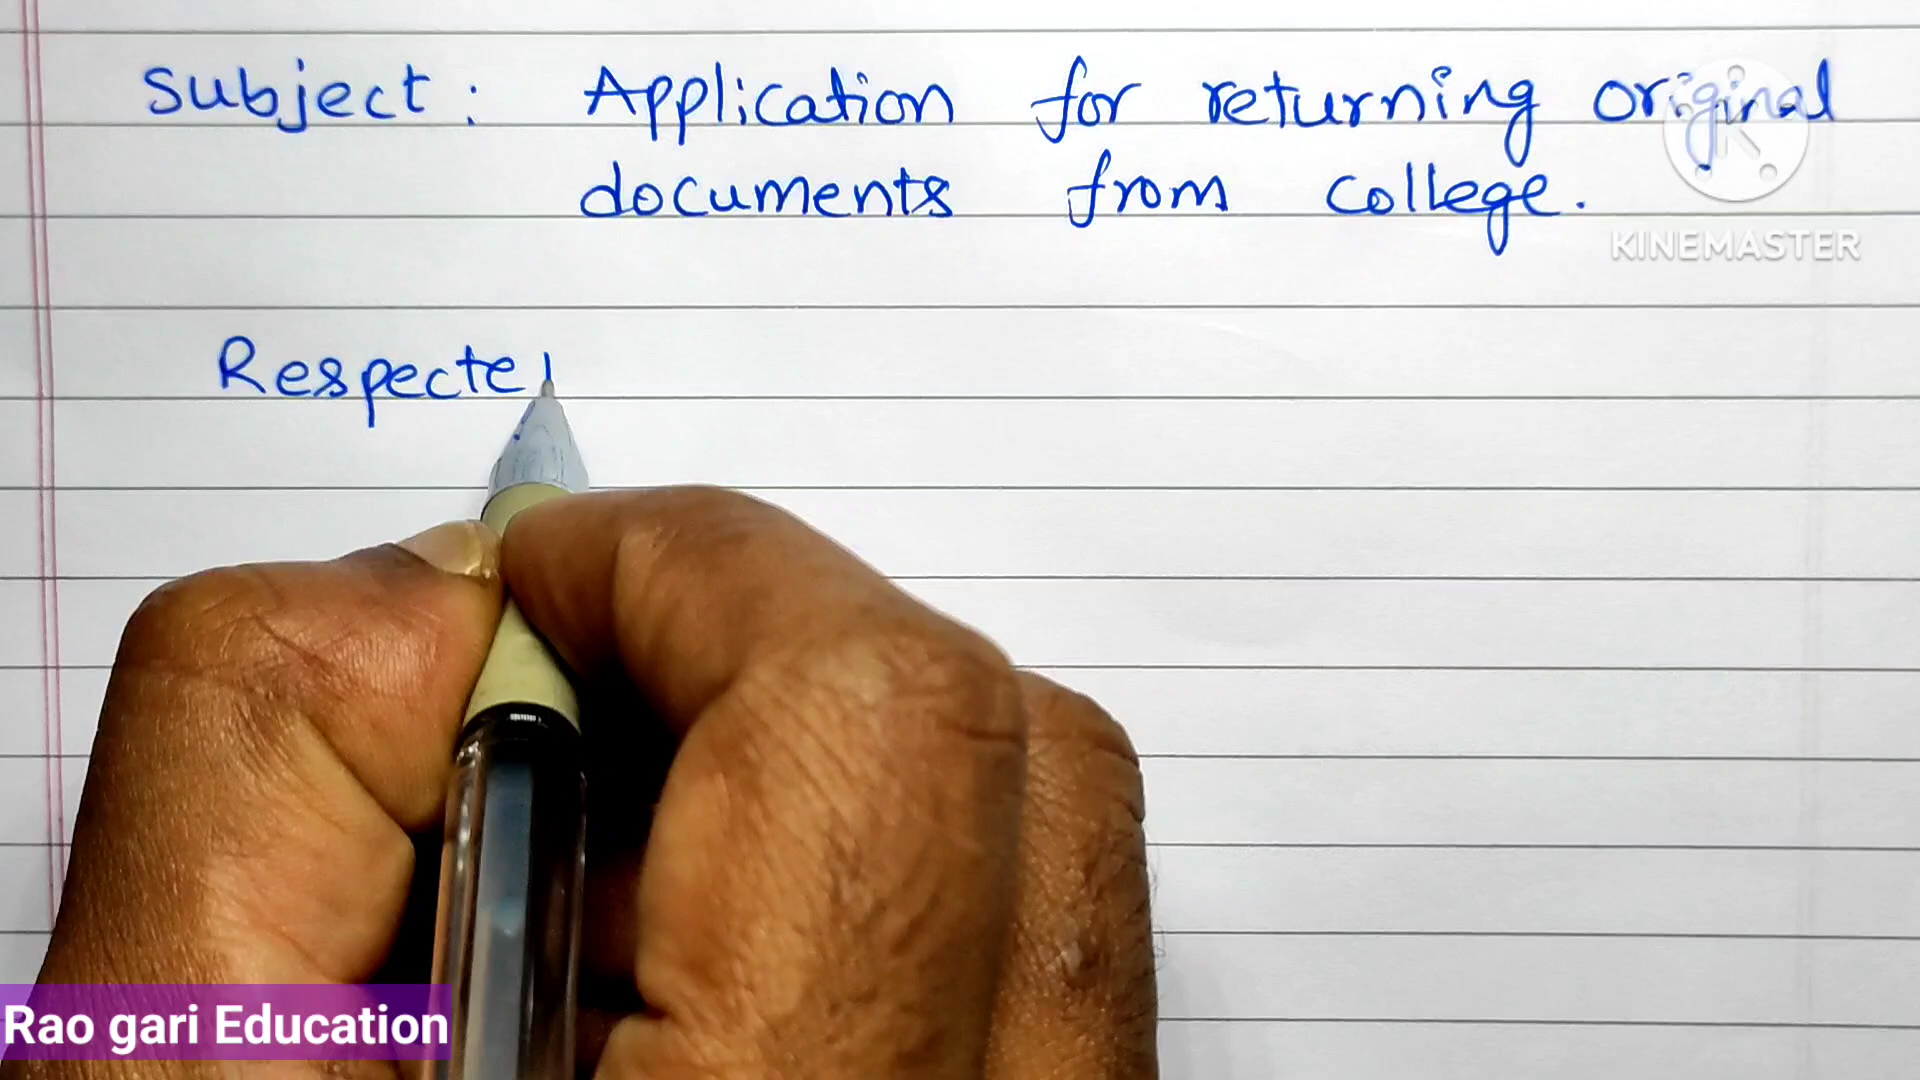 Subject: Application for returning original
documents from college.
KINEMASTER
Respecte
Rao gari Education